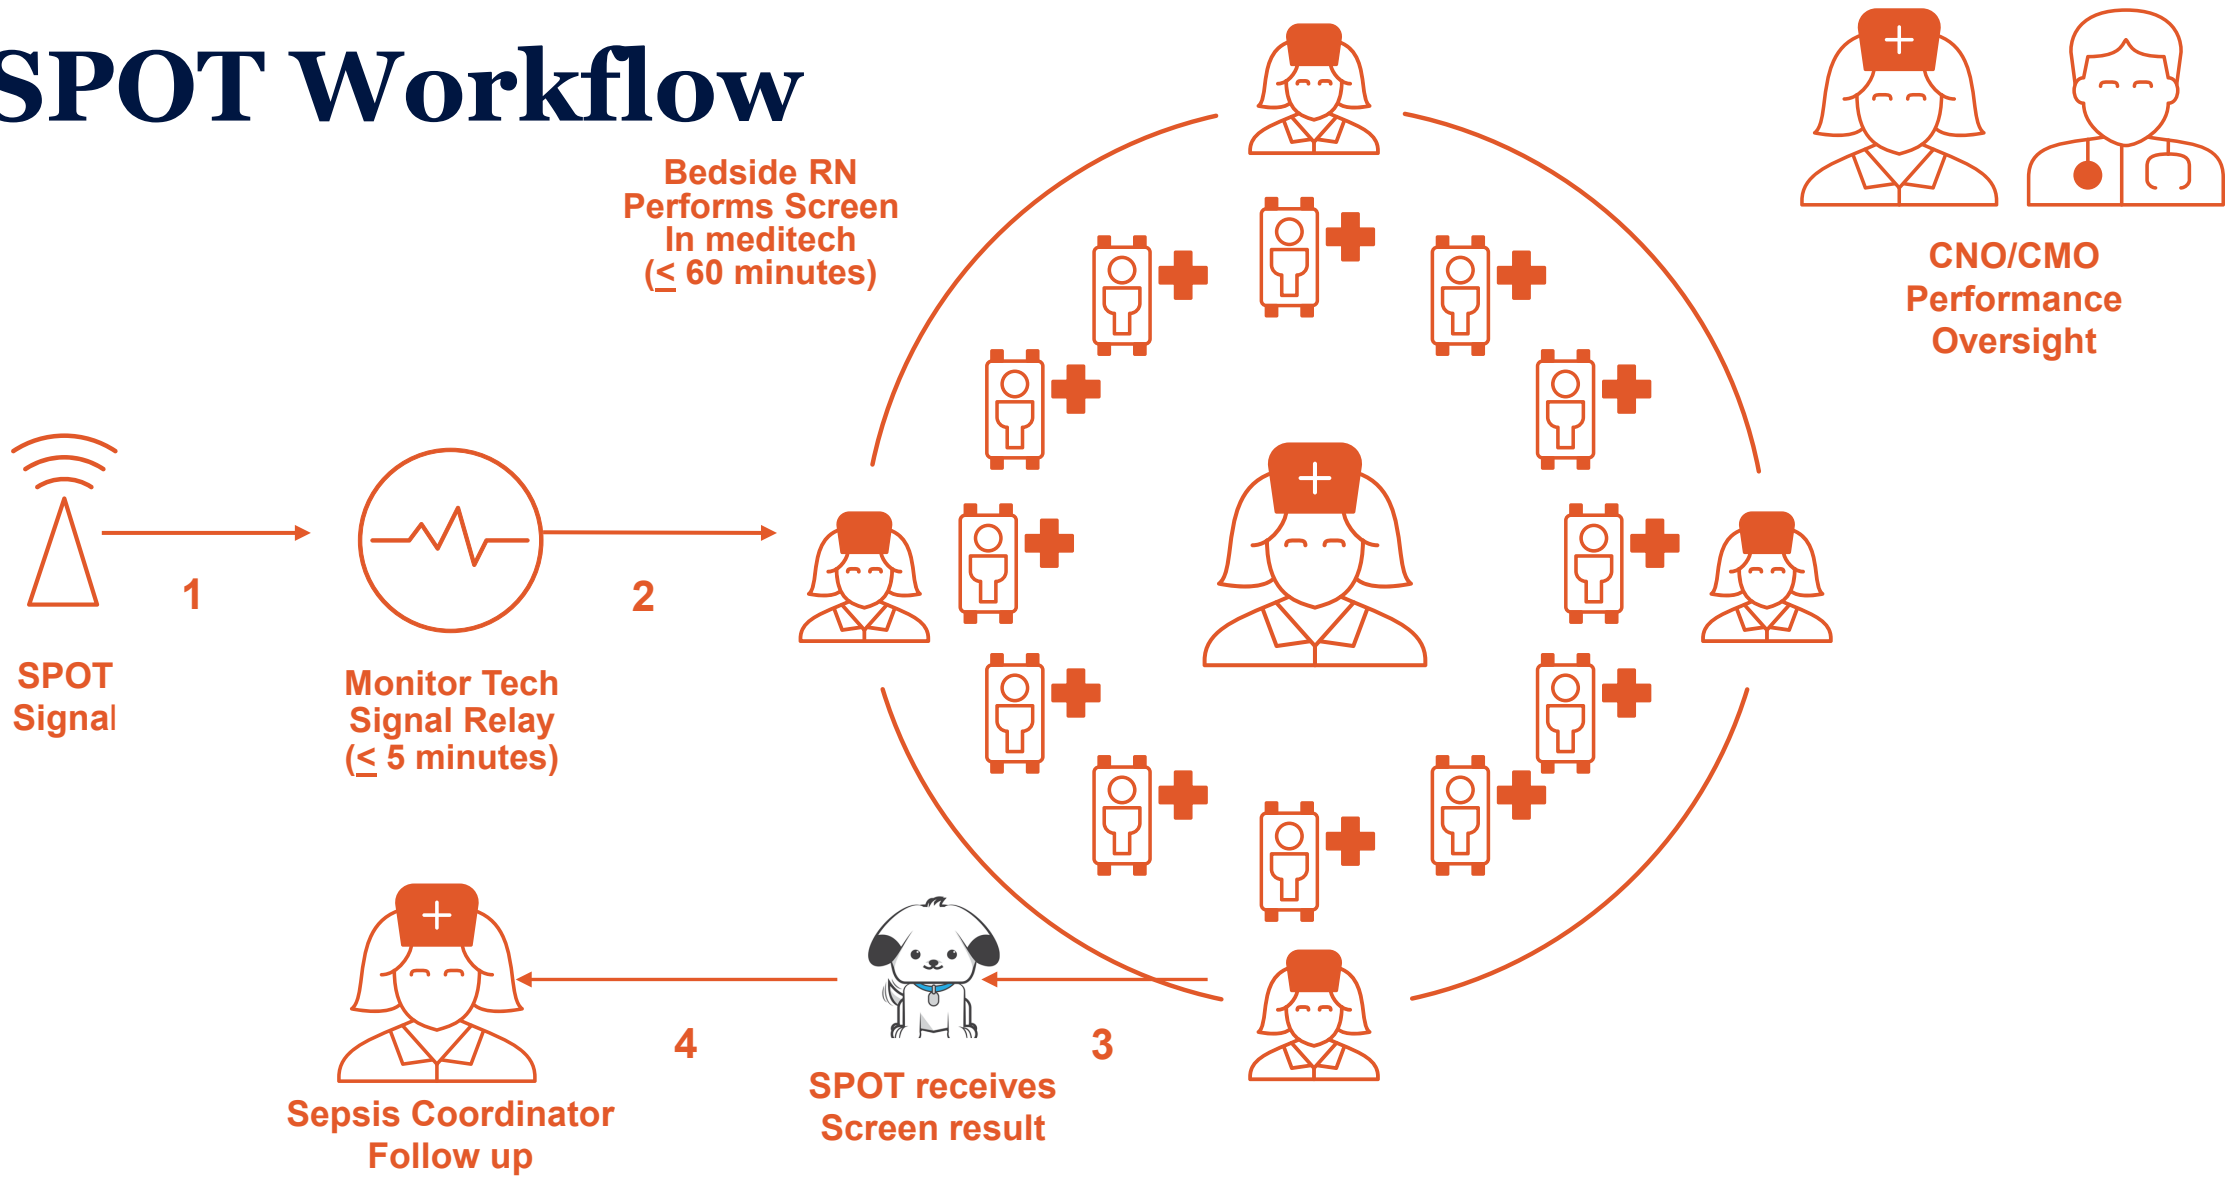 SPOT Workflow
Bedside RN
Performs Screen
In meditech
(≤ 60 minutes)
CNO/CMO
Performance
Oversight
1
2
SPOT
Signal
Monitor Tech
Signal Relay
(≤ 5 minutes)
4
3
SPOT receives
Screen result
Sepsis Coordinator
Follow up